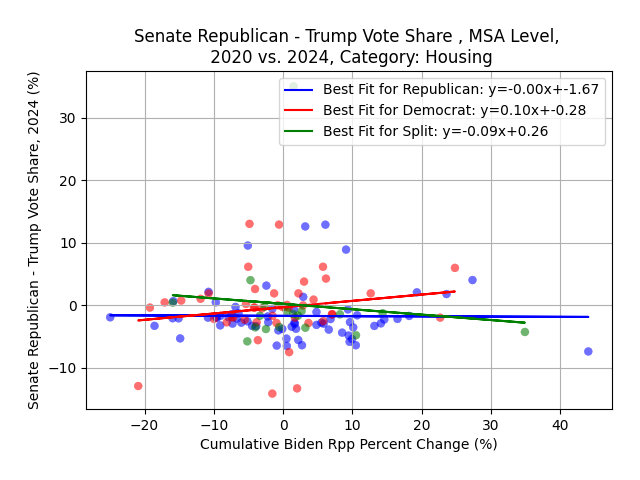 Senate Republican - Trump Vote Share , MSA Level,
2020 vs. 2024, Category: Housing
Best Fit for Republican: y=-0.00x+-1.67
Best Fit for Democrat: y=0.10x+-0.28
Best Fit for Split: y=-0.09x+0.26
Senate Republican - Trump Vote Share, 2024 (%)
30
20
10
0
−10
−20
−10
0
10
20
30
40
Cumulative Biden Rpp Percent Change (%)